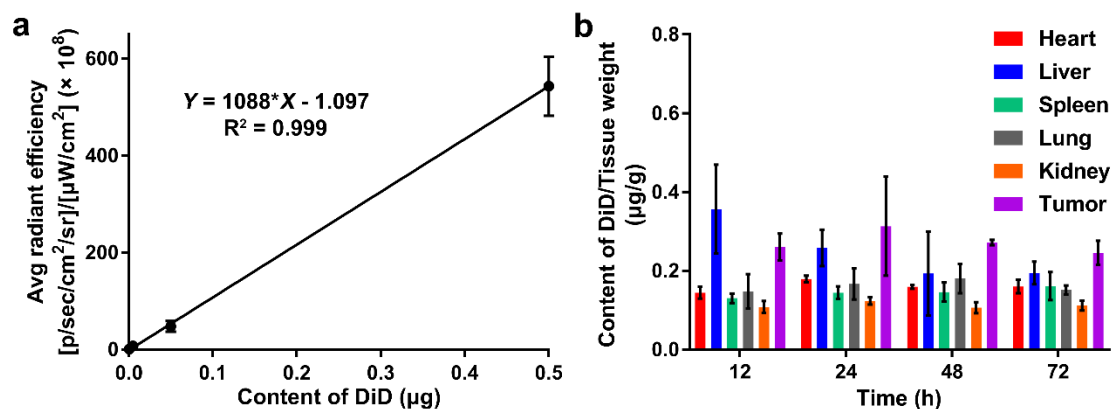 a
Avg radiant efficiency
[p/sec/cm²/sr]/[µW/cm²] (× 10⁸)
600
400
200
0
Y = 1088*X - 1.097
R² = 0.999
0.0
0.1
0.2
0.3
0.4
0.5
Content of DiD (µg)
b
Content of DiD/Tissue weight
(µg/g)
0.8
0.6
0.4
0.2
0.0
Heart
Liver
Spleen
Lung
Kidney
Tumor
12
24
48
72
Time (h)